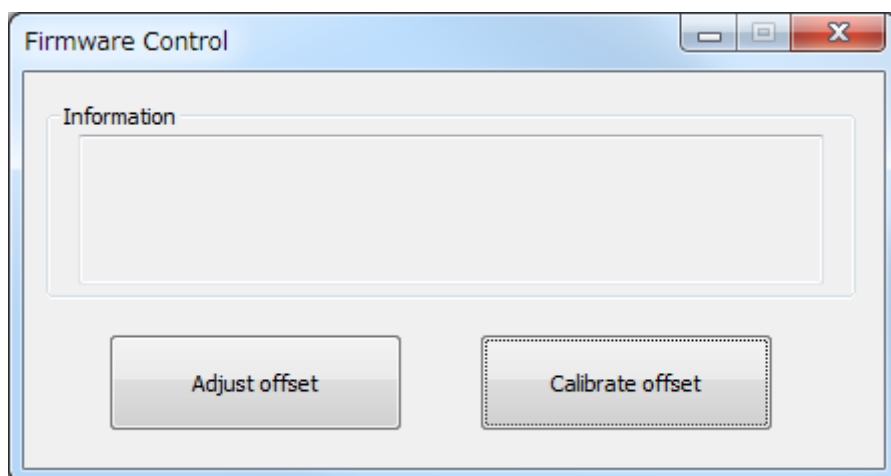 Firmware Control
Information
Adjust offset
Calibrate offset